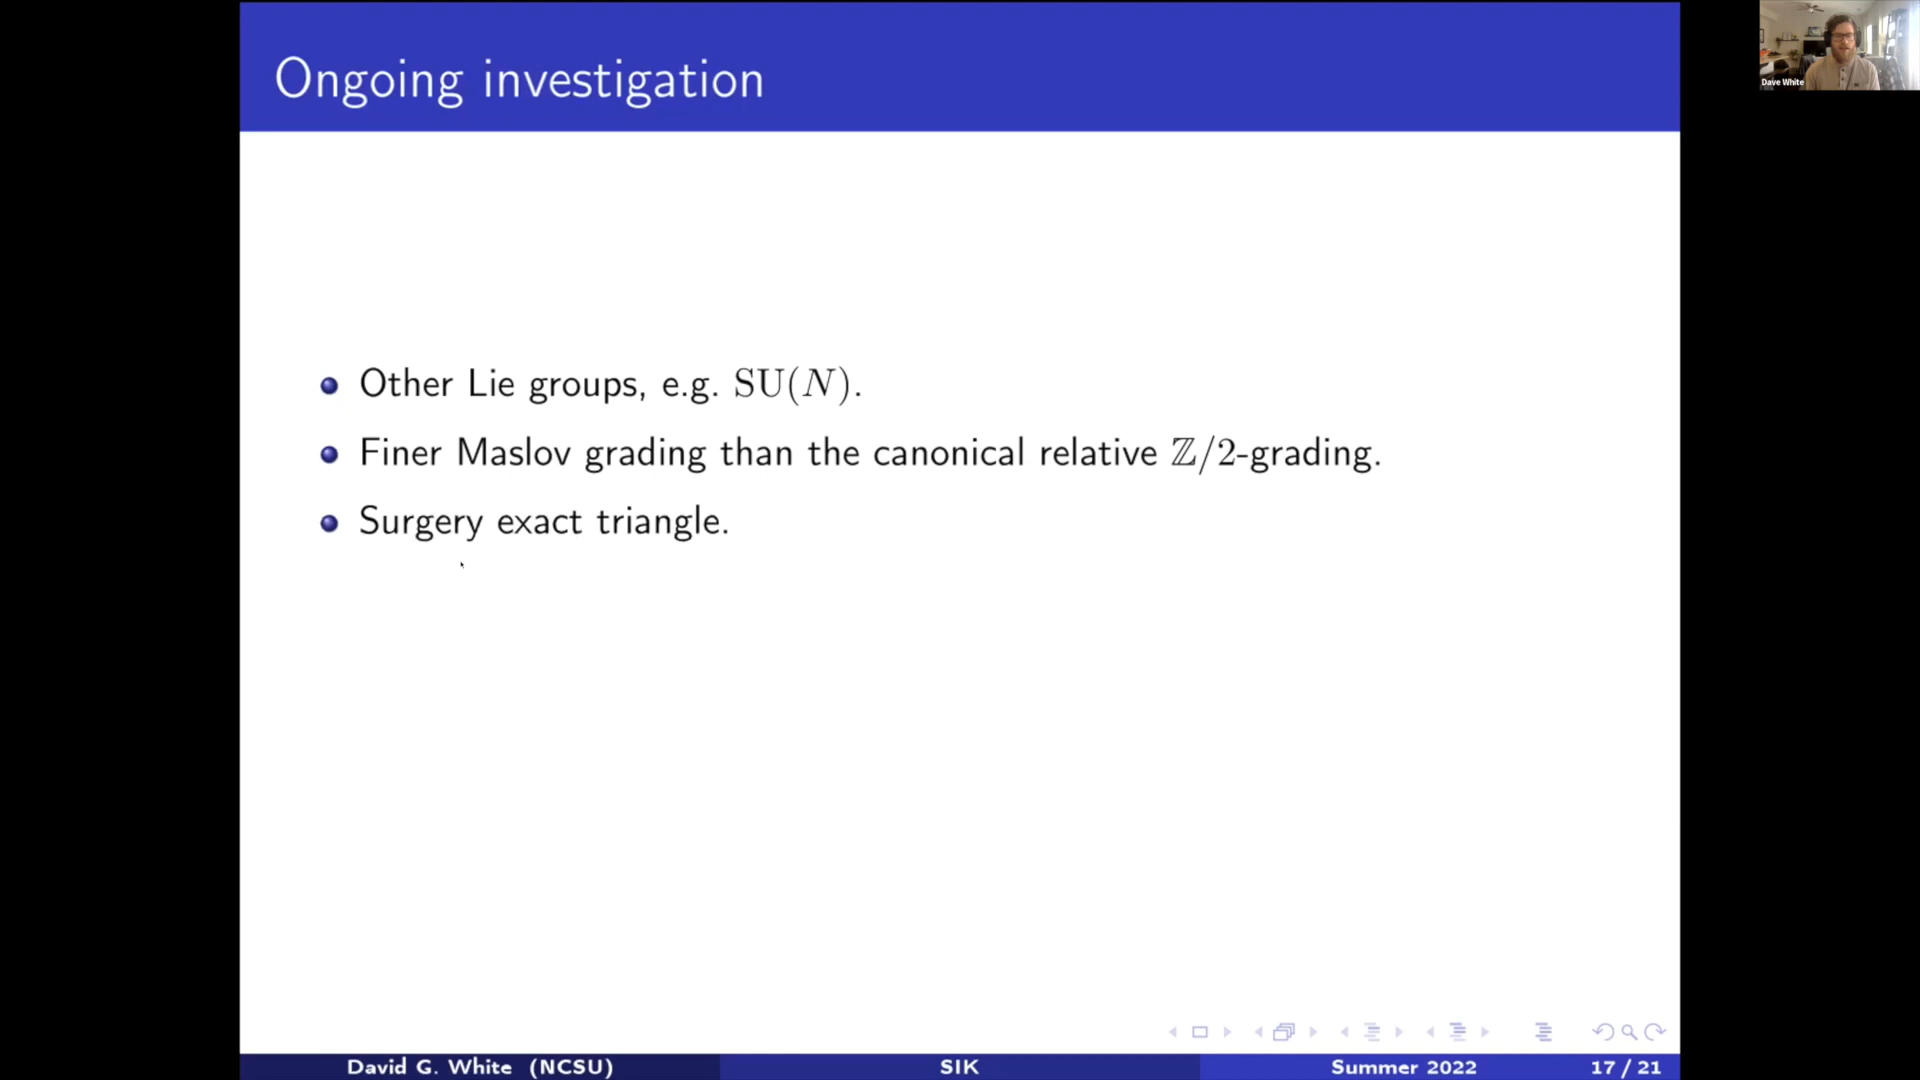 Ongoing investigation
Dave White
Other Lie groups, e.g. SU(N).
Finer Maslov grading than the canonical relative ℤ/2-grading.
Surgery exact triangle.
David G. White (NCSU) SIK Summer 2022 17 / 21